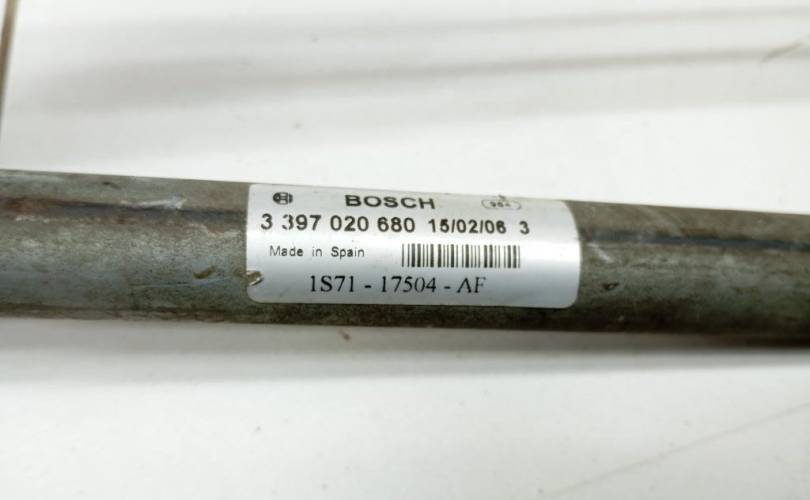 BOSCH
3 397 020 680 15/02/06 3
Made in Spain
1S71 - 17504 - AF